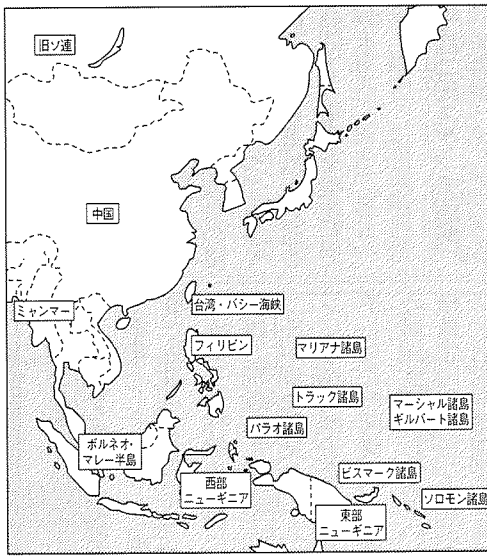 旧ソ連
中国
ミャンマー
台湾・バシー海峡
フィリピン
マリアナ諸島
トラック諸島
マーシャル諸島
ギルバート諸島
パラオ諸島
ボルネオ・
マレー半島
西部
ニューギニア
ビスマーク諸島
ソロモン諸島
東部
ニューギニア